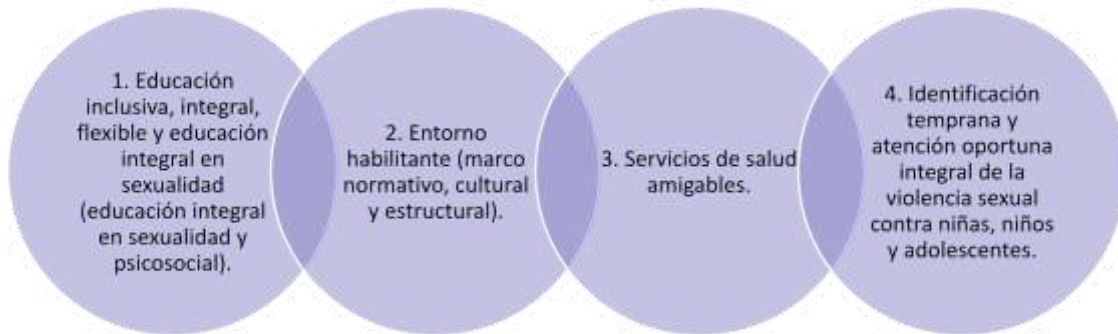 1. Educación
inclusiva, integral,
flexible y educación
integral en
sexualidad
(educación integral
en sexualidad y
psicosocial).
2. Entorno
habilitante (marco
normativo, cultural
y estructural).
3. Servicios de salud
amigables.
4. Identificación
temprana y
atención oportuna
integral de la
violencia sexual
contra niñas, niños
y adolescentes.